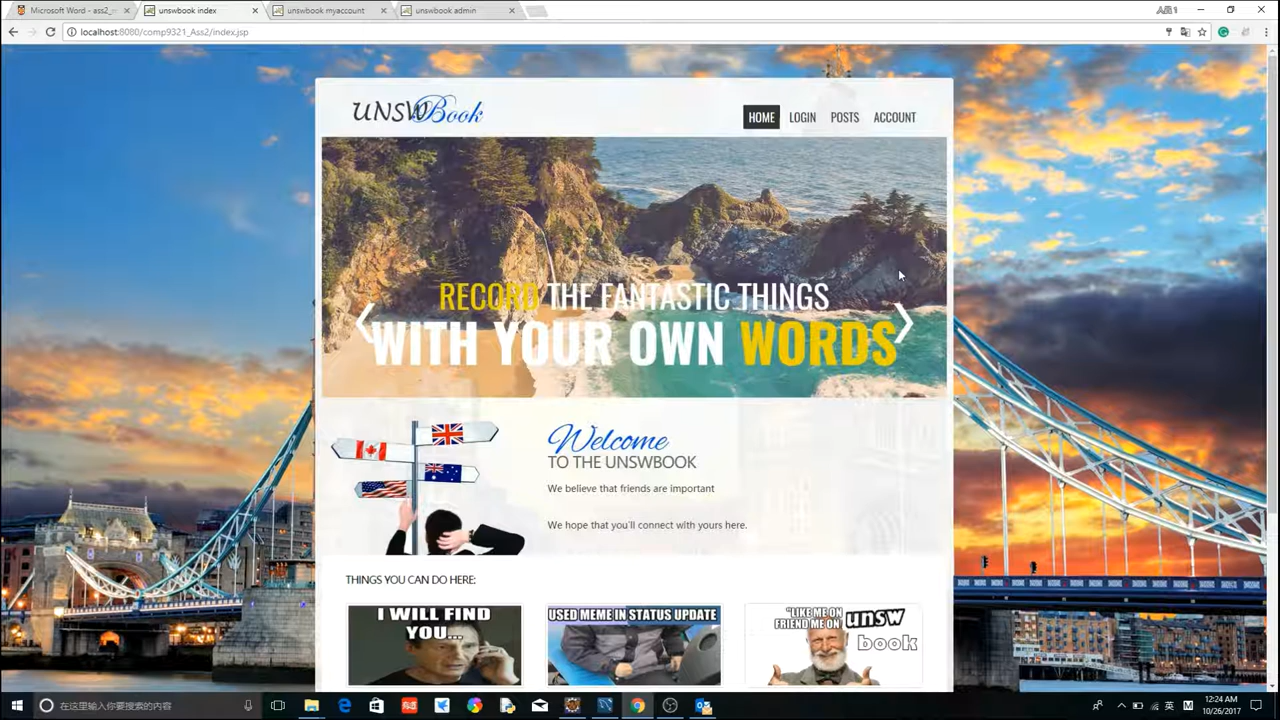 Microsoft Word - ass2_
unswbook index
unswbook myaccount
unswbook admin
localhost:8080/comp9321_Ass2/index.jsp
UNSWBook
HOME LOGIN POSTS ACCOUNT
RECORD THE FANTASTIC THINGS
WITH YOUR OWN WORDS
Welcome
TO THE UNSWBOOK
We believe that friends are important
We hope that you'll connect with yours here.
THINGS YOU CAN DO HERE:
I WILL FIND
YOU...
USED MEME IN STATUS UPDATE
"LIKE ME ON
FRIEND ME ON
unsw
book
在这里输入你要搜索的内容
英
M
12:24 AM
10/26/2017